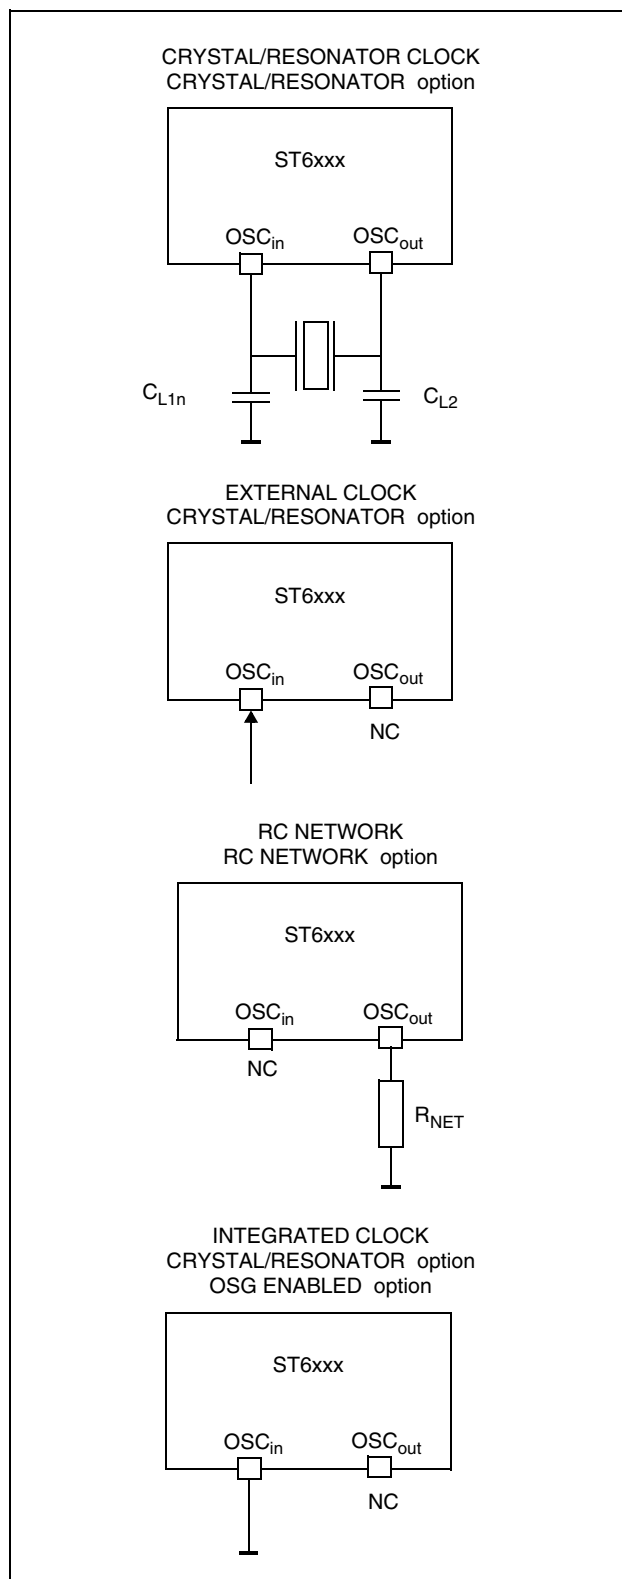 CRYSTAL/RESONATOR CLOCK
CRYSTAL/RESONATOR option
ST6xxx
OSCin OSCout
CL1n CL2
EXTERNAL CLOCK
CRYSTAL/RESONATOR option
ST6xxx
OSCin OSCout
NC
RC NETWORK
RC NETWORK option
ST6xxx
OSCin OSCout
NC
RNET
INTEGRATED CLOCK
CRYSTAL/RESONATOR option
OSG ENABLED option
ST6xxx
OSCin OSCout
NC